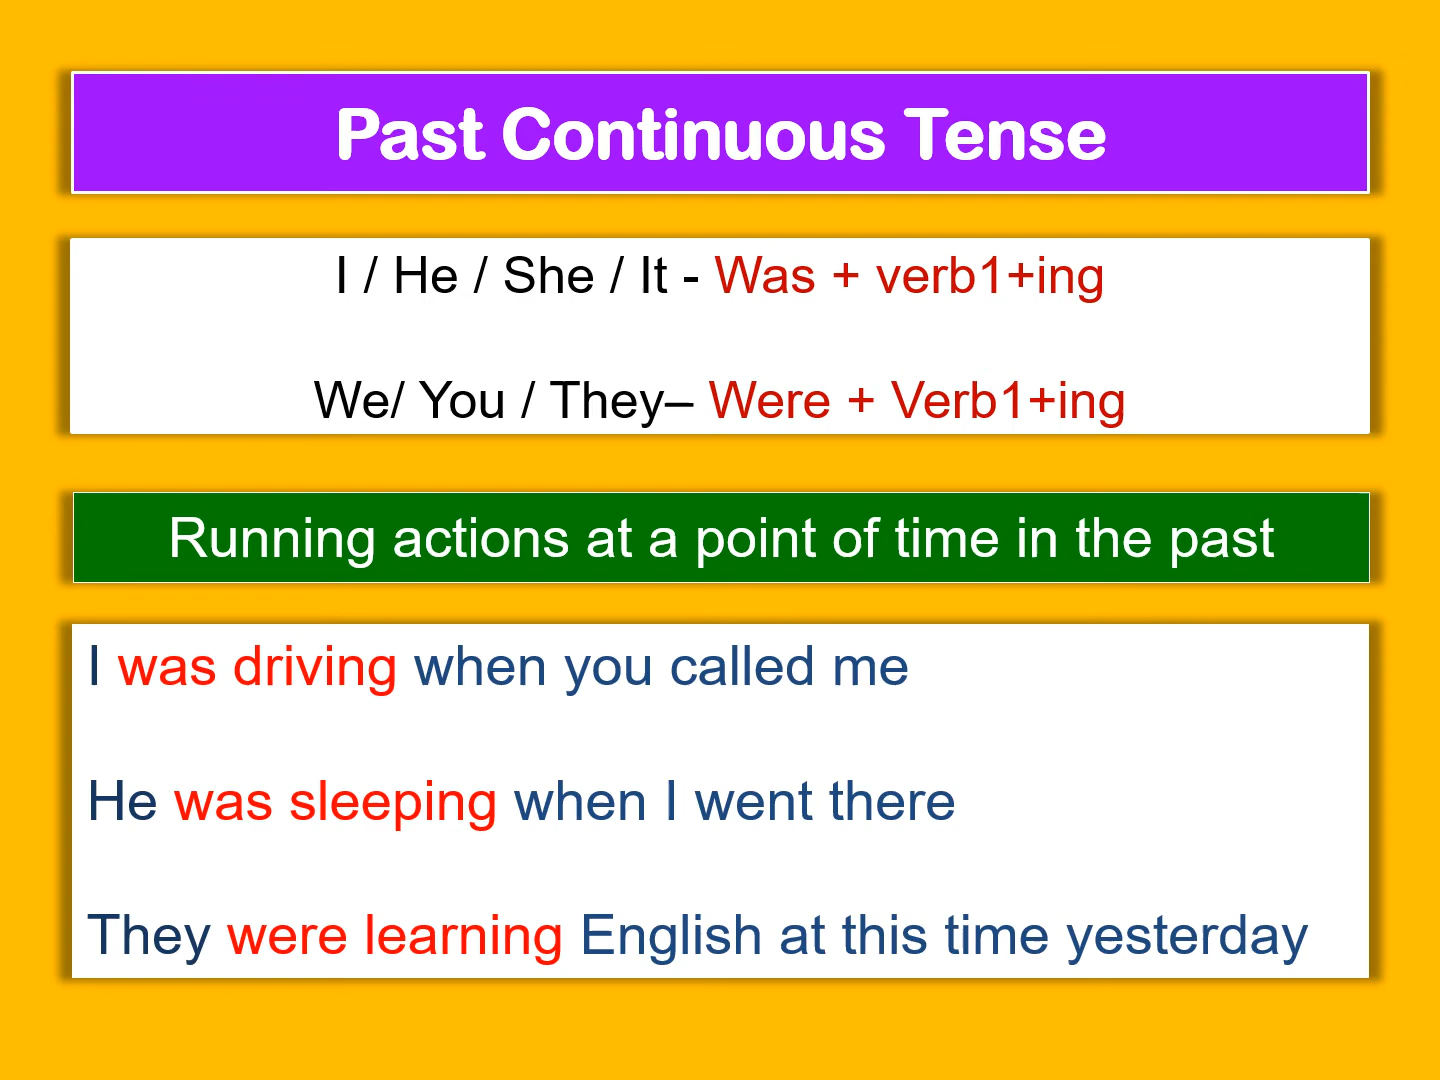 Past Continuous Tense
I / He / She / It - Was + verb1+ing
We/ You / They– Were + Verb1+ing
Running actions at a point of time in the past
I was driving when you called me
He was sleeping when I went there
They were learning English at this time yesterday